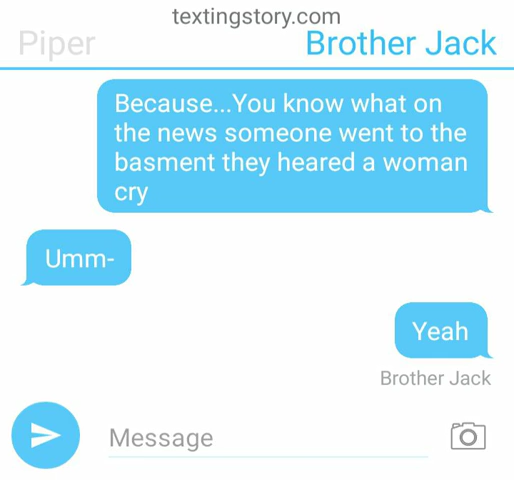 textingstory.com
Piper
Brother Jack
Because...You know what on
the news someone went to the
basment they heared a woman
cry
Umm-
Yeah
Brother Jack
Message